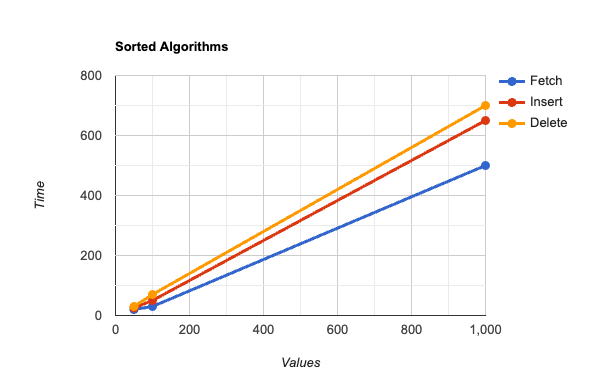 Sorted Algorithms
Fetch
Insert
Delete
800
600
400
200
0
Time
0 200 400 600 800 1,000
Values